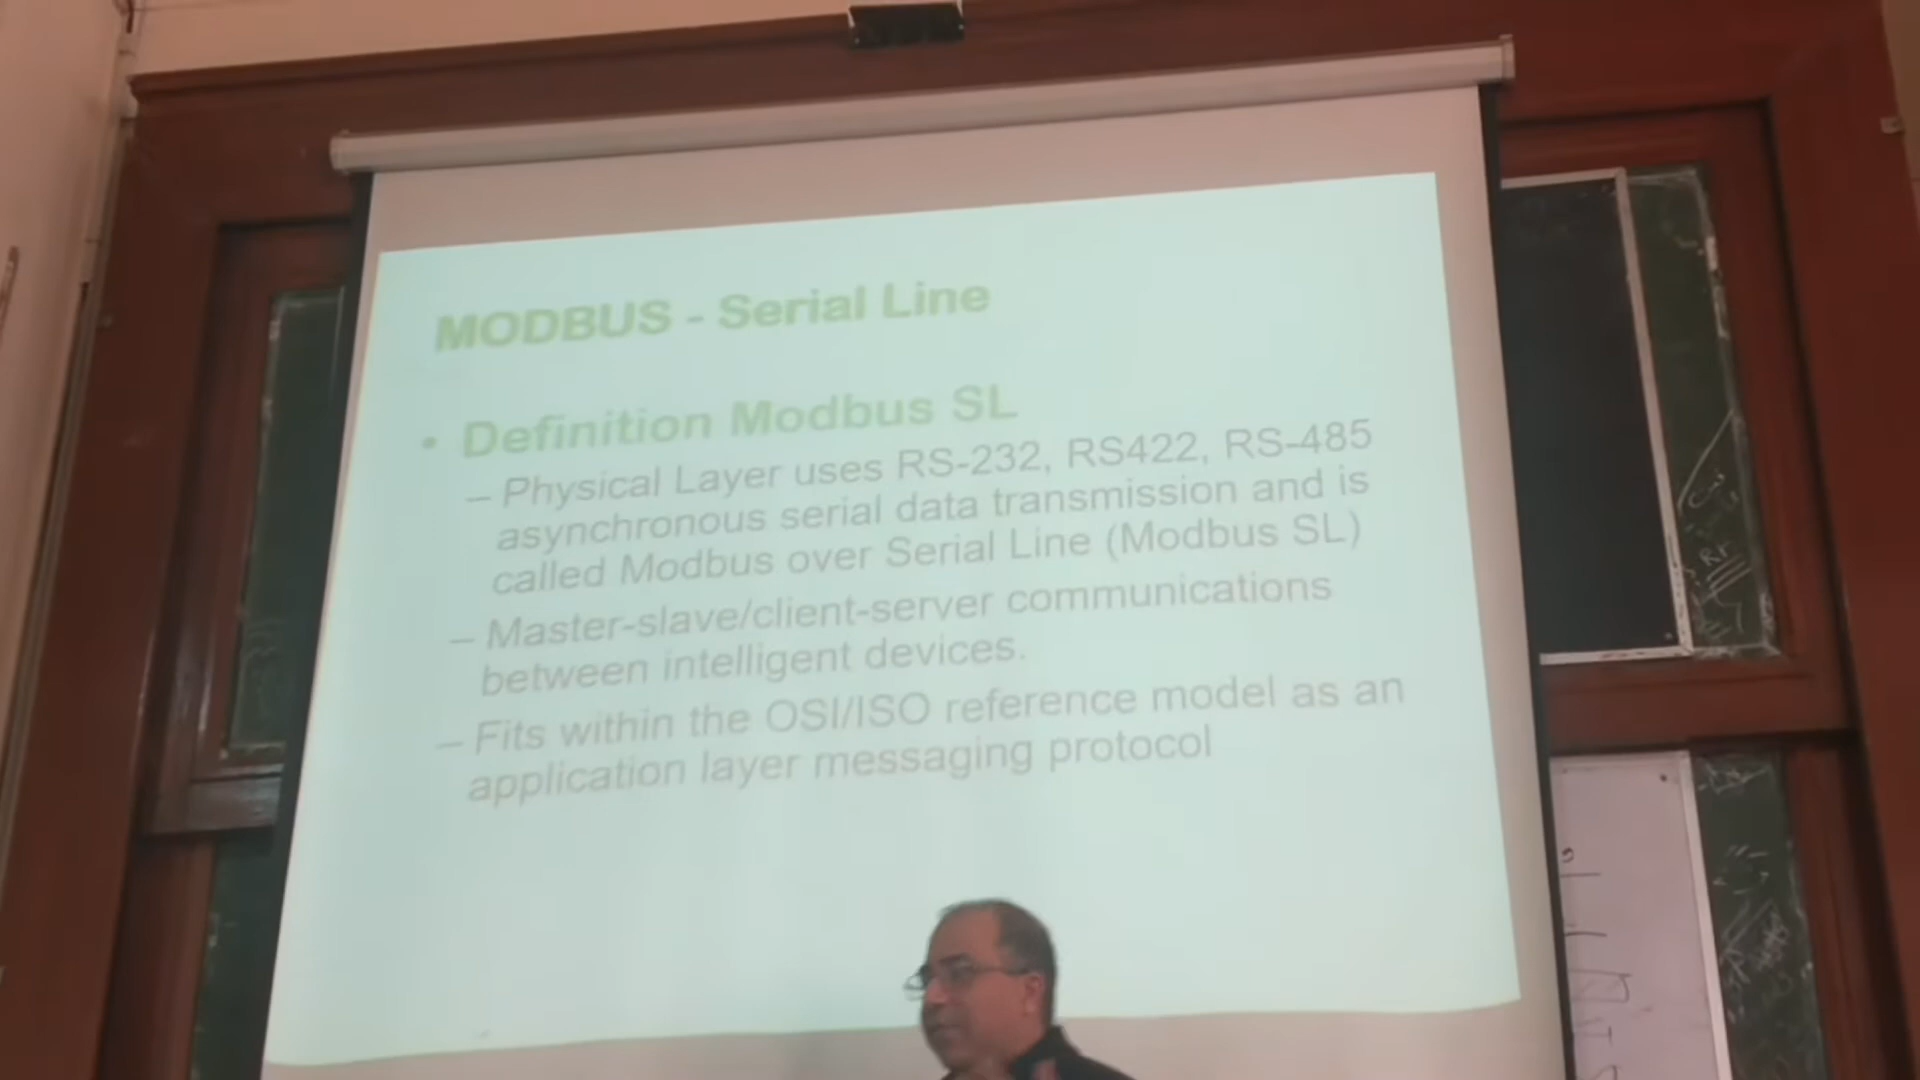 MODBUS - Serial Line
• Definition Modbus SL
– Physical Layer uses RS-232, RS422, RS-485
asynchronous serial data transmission and is
called Modbus over Serial Line (Modbus SL)
– Master-slave/client-server communications
between intelligent devices.
– Fits within the OSI/ISO reference model as an
application layer messaging protocol